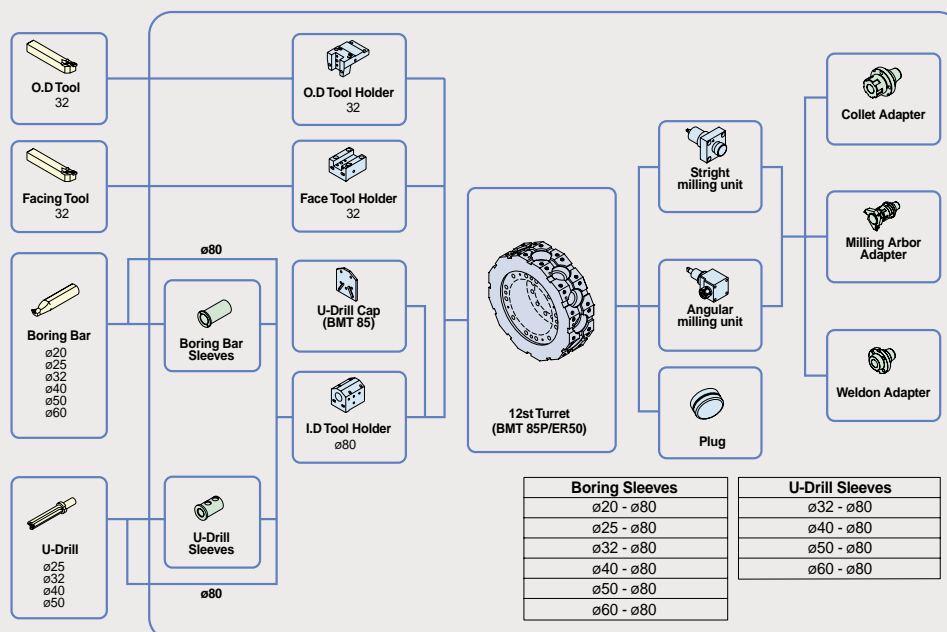 O.D Tool
32
Facing Tool
32
Boring Bar
ø20
ø25
ø32
ø40
ø50
ø60
U-Drill
ø25
ø32
ø40
ø50
ø80
Boring Bar
Sleeves
U-Drill
Sleeves
ø80
O.D Tool Holder
32
Face Tool Holder
32
U-Drill Cap
(BMT 85)
I.D Tool Holder
ø80
12st Turret
(BMT 85P/ER50)
Stright
milling unit
Angular
milling unit
Plug
Collet Adapter
Milling Arbor
Adapter
Weldon Adapter
Boring Sleeves
ø20 - ø80
ø25 - ø80
ø32 - ø80
ø40 - ø80
ø50 - ø80
ø60 - ø80
U-Drill Sleeves
ø32 - ø80
ø40 - ø80
ø50 - ø80
ø60 - ø80